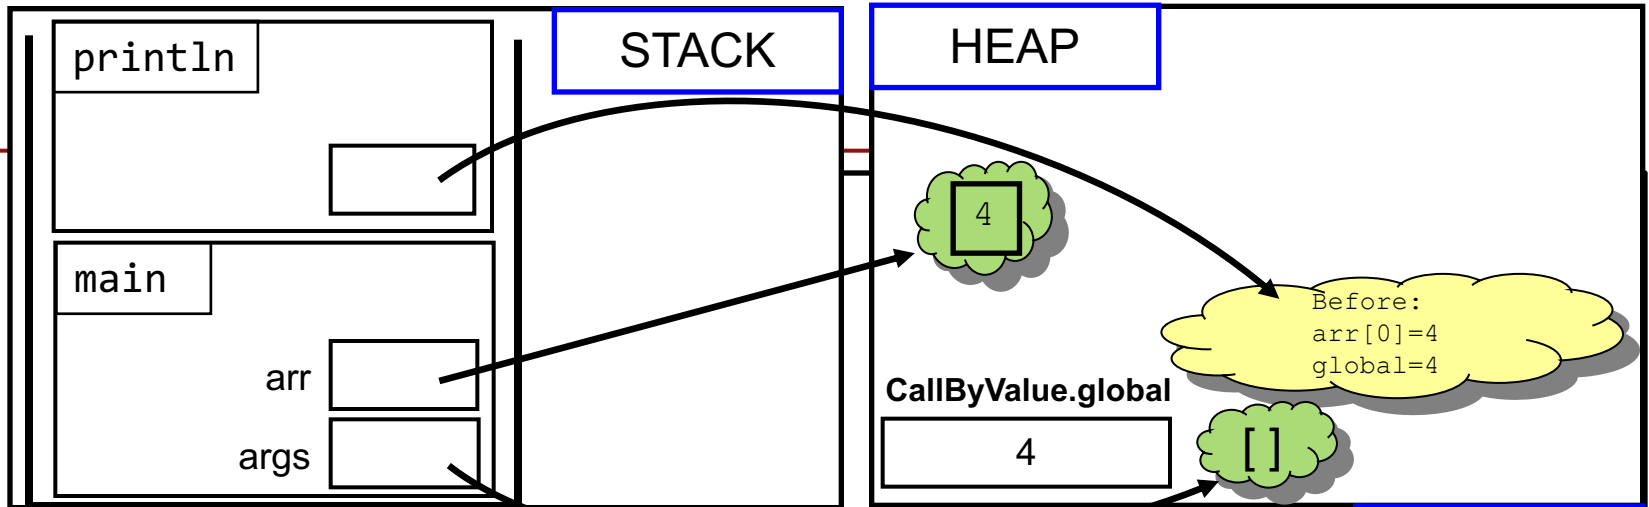 println
STACK
HEAP
4
main
Before:
arr[0]=4
global=4
arr
CallByValue.global
args
4
[]